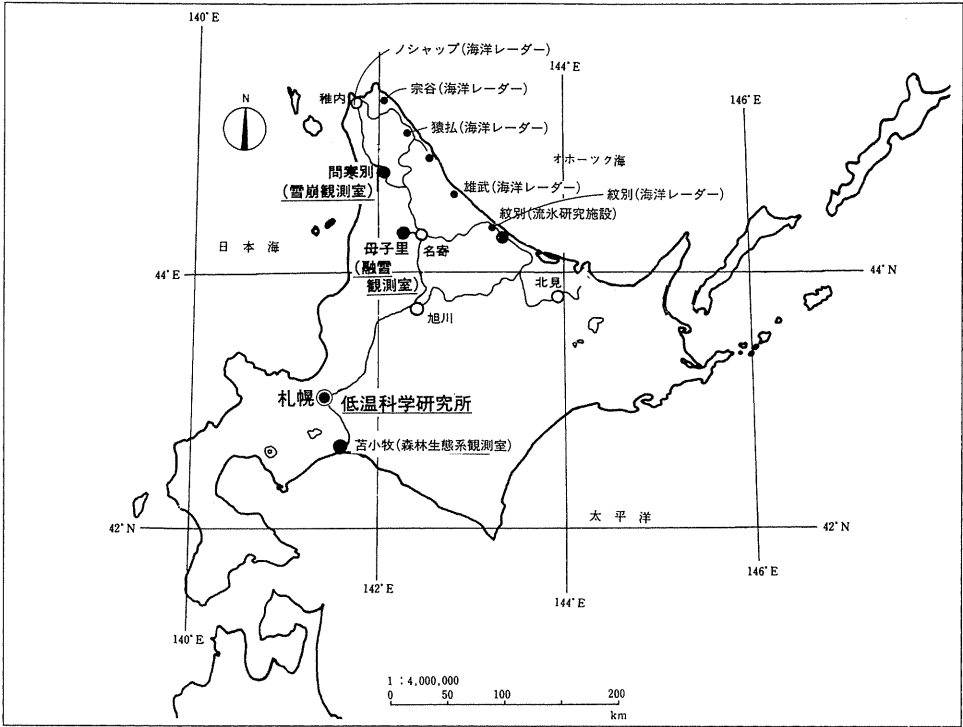 140°E
ノシャップ(海洋レーダー)
144°E
宗谷(海洋レーダー)
稚内
146°E
N
猿払(海洋レーダー)
オホーツク海
問寒別
(雪崩観測室)
雄武(海洋レーダー)
紋別(海洋レーダー)
紋別(流氷研究施設)
日本海
母子里
(融雪
観測室)
名寄
44°E
44°N
北見
旭川
札幌
低温科学研究所
苫小牧(森林生態系観測室)
太平洋
42°N
42°N
146°E
142°E
144°E
140°E
1:4,000,000
0 50 100 200
km